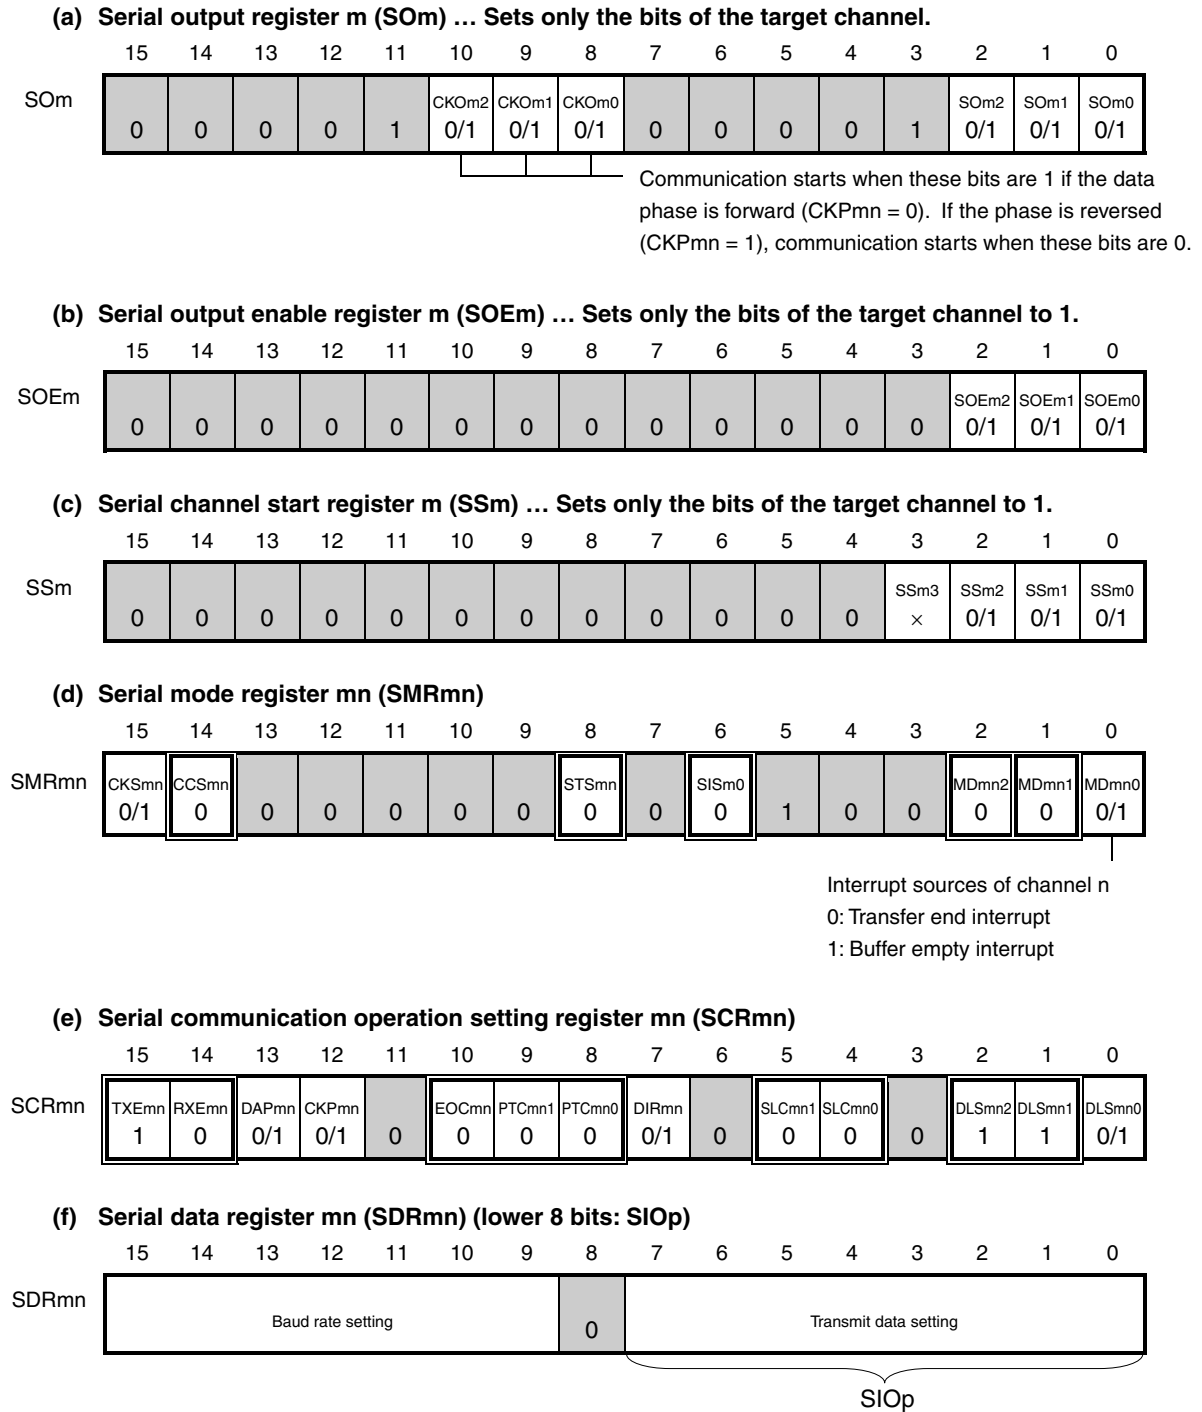 (a) Serial output register m (SOm) … Sets only the bits of the target channel.
15 14 13 12 11 10 9 8 7 6 5 4 3 2 1 0
SOm
CKOm2 CKOm1 CKOm0 SOm2 SOm1 SOm0
0 0 0 0 1 0/1 0/1 0/1 0 0 0 0 1 0/1 0/1 0/1
Communication starts when these bits are 1 if the data
phase is forward (CKPmn = 0). If the phase is reversed
(CKPmn = 1), communication starts when these bits are 0.
(b) Serial output enable register m (SOEm) … Sets only the bits of the target channel to 1.
15 14 13 12 11 10 9 8 7 6 5 4 3 2 1 0
SOEm
SOEm2 SOEm1 SOEm0
0 0 0 0 0 0 0 0 0 0 0 0 0 0/1 0/1 0/1
(c) Serial channel start register m (SSm) … Sets only the bits of the target channel to 1.
15 14 13 12 11 10 9 8 7 6 5 4 3 2 1 0
SSm
SSm3 SSm2 SSm1 SSm0
0 0 0 0 0 0 0 0 0 0 0 0 × 0/1 0/1 0/1
(d) Serial mode register mn (SMRmn)
15 14 13 12 11 10 9 8 7 6 5 4 3 2 1 0
SMRmn
CKSmn CCSmn STSmn SISm0 MDmn2 MDmn1 MDmn0
0/1 0 0 0 0 0 0 0 0 0 1 0 0 0 0 0/1
Interrupt sources of channel n
0: Transfer end interrupt
1: Buffer empty interrupt
(e) Serial communication operation setting register mn (SCRmn)
15 14 13 12 11 10 9 8 7 6 5 4 3 2 1 0
SCRmn
TXEmn RXEmn DAPmn CKPmn EOCmn PTCmn1 PTCmn0 DIRmn SLCmn1 SLCmn0 DLSmn2 DLSmn1 DLSmn0
1 0 0/1 0/1 0 0 0 0 0/1 0 0 0 0 1 1 0/1
(f) Serial data register mn (SDRmn) (lower 8 bits: SIOp)
15 14 13 12 11 10 9 8 7 6 5 4 3 2 1 0
SDRmn
Baud rate setting 0 Transmit data setting
SIOp